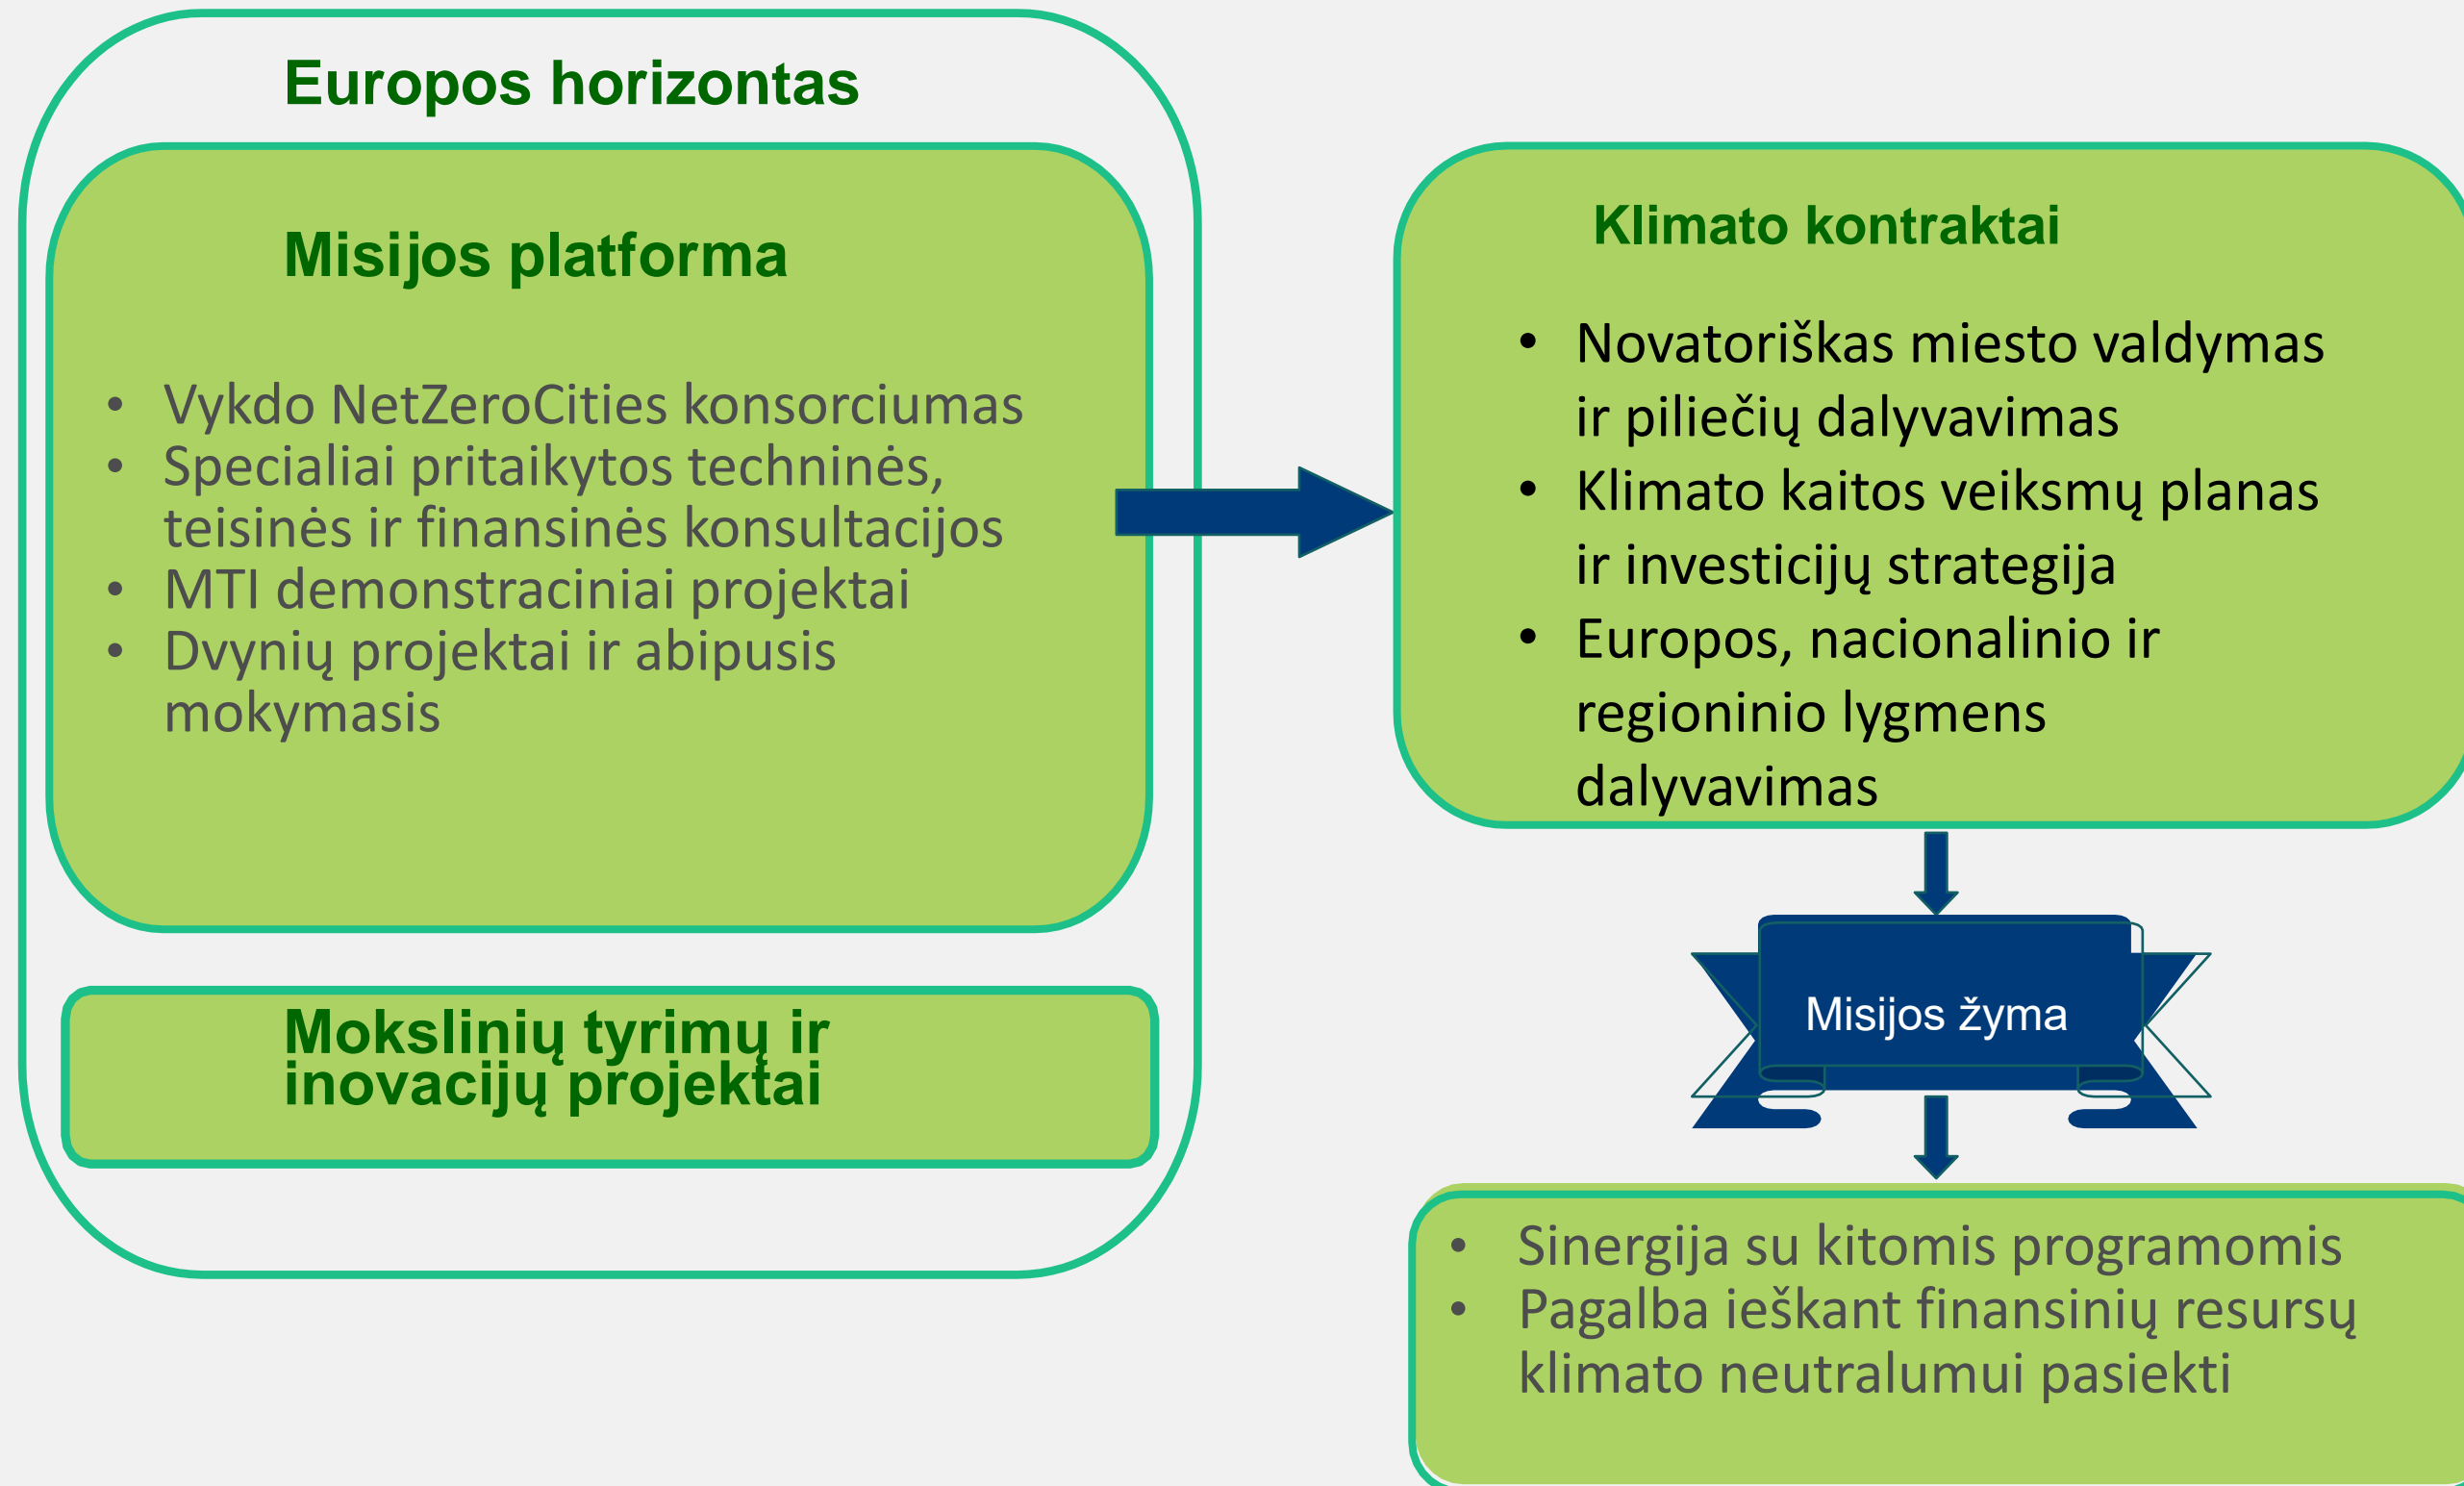 Europos horizontas
Misijos platforma
• Vykdo NetZeroCities konsorciumas
• Specialiai pritaikytos techninės,
teisinės ir finansinės konsultacijos
• MTI demonstraciniai projektai
• Dvynių projektai ir abipusis
mokymasis
Mokslinių tyrimų ir
inovacijų projektai
Klimato kontraktai
• Novatoriškas miesto valdymas
ir piliečių dalyvavimas
• Klimato kaitos veiksmų planas
ir investicijų strategija
• Europos, nacionalinio ir
regioninio lygmens
dalyvavimas
Misijos žyma
• Sinergija su kitomis programomis
• Pagalba ieškant finansinių resursų
klimato neutralumui pasiekti